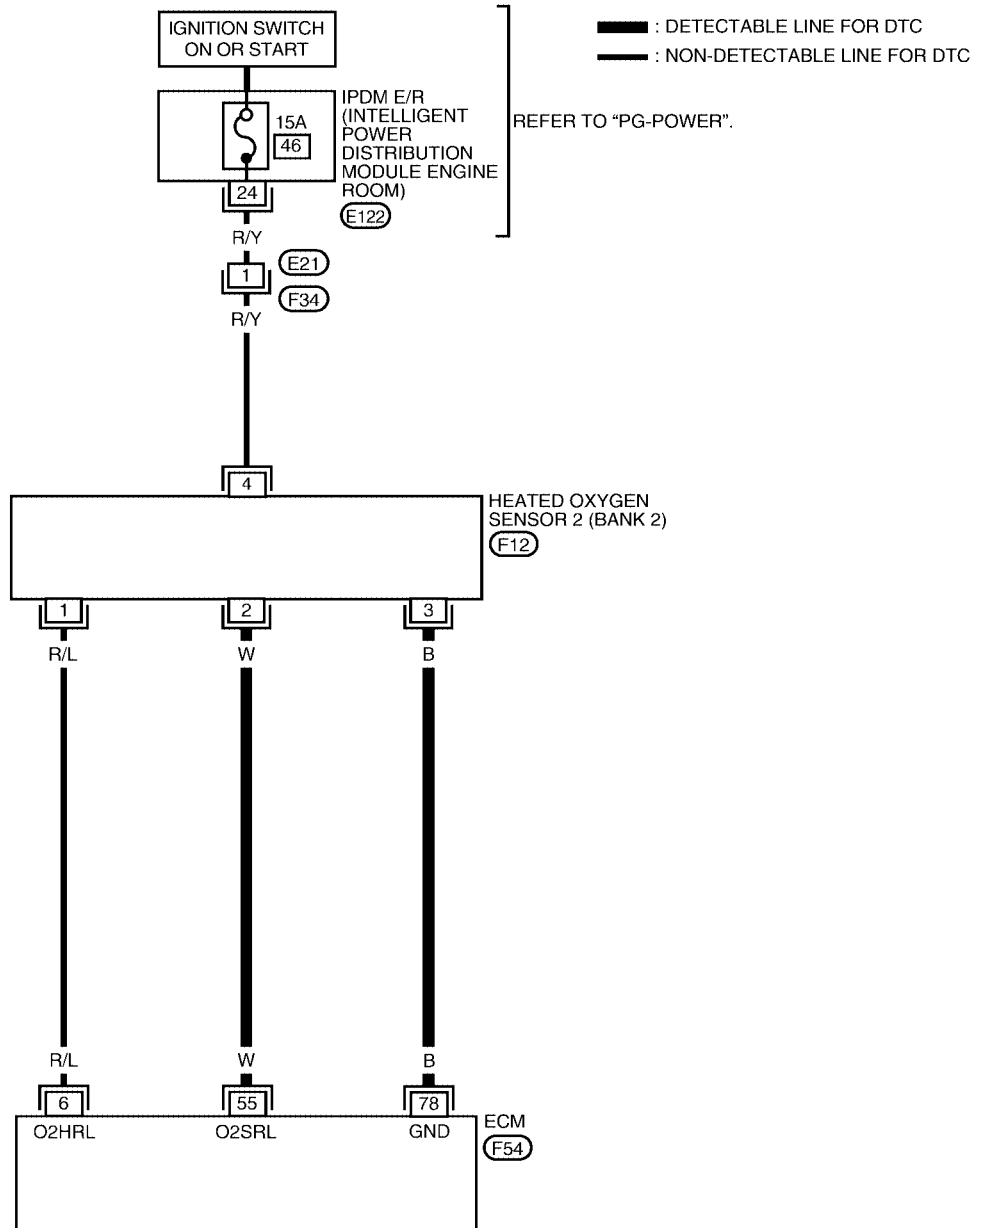 IGNITION SWITCH
ON OR START
: DETECTABLE LINE FOR DTC
: NON-DETECTABLE LINE FOR DTC
15A
46
IPDM E/R
(INTELLIGENT
POWER
DISTRIBUTION
MODULE ENGINE
ROOM)
E122
REFER TO “PG-POWER”.
24
R/Y
1
E21
F34
R/Y
4
HEATED OXYGEN
SENSOR 2 (BANK 2)
F12
1 2 3
R/L W B
R/L W B
6 55 78
O2HRL O2SRL GND
ECM
F54